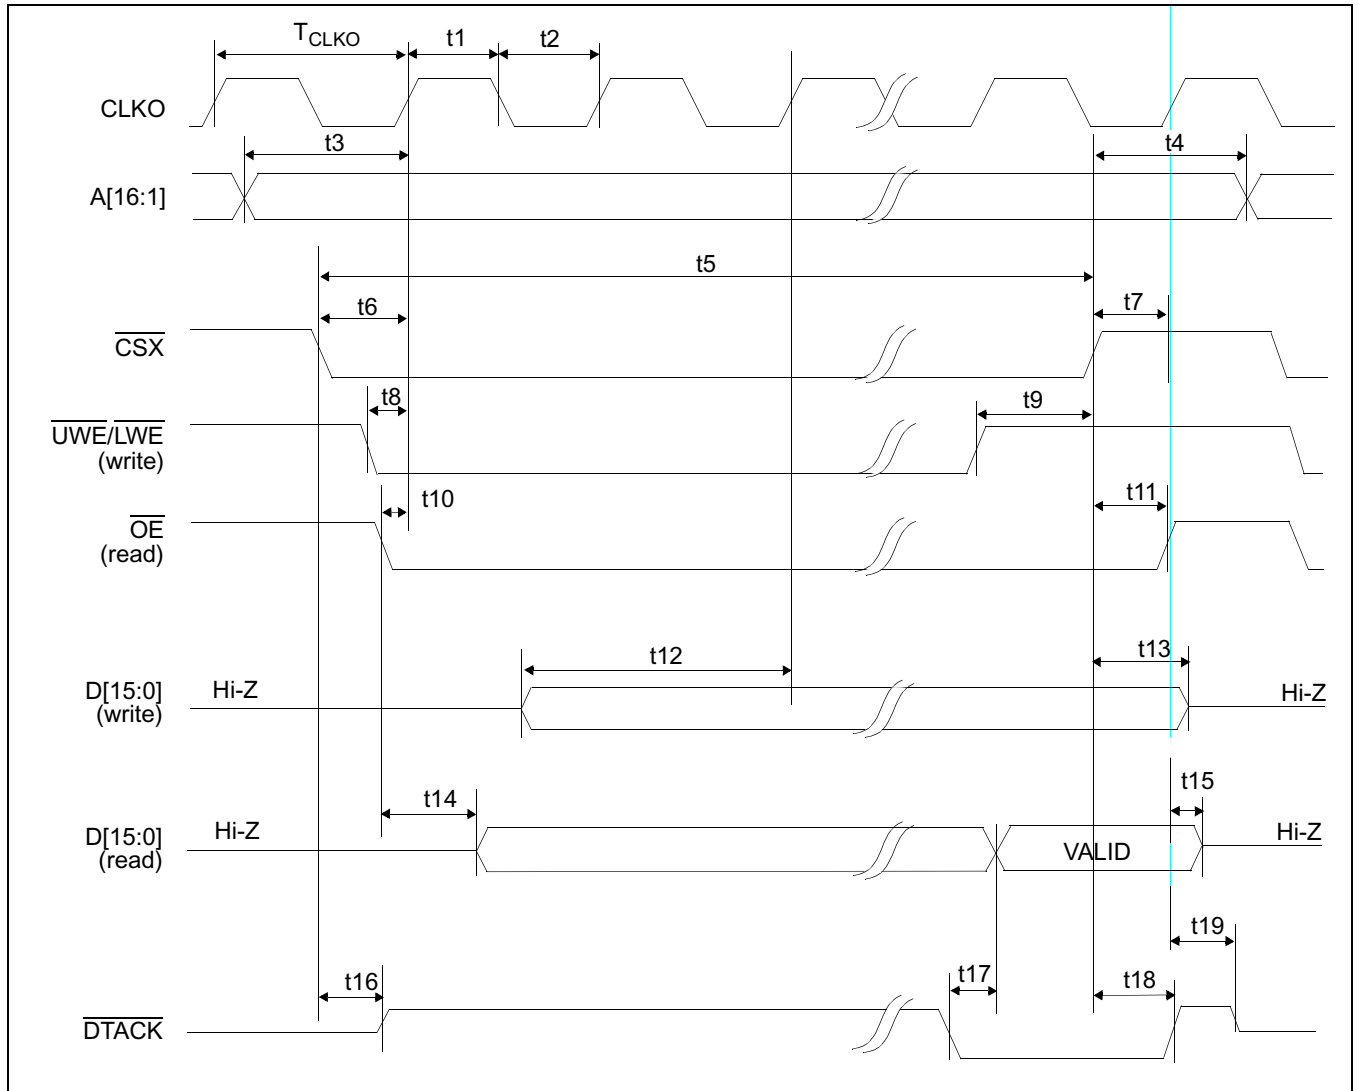 TCLKO t1 t2
CLKO
t3 t4
A[16:1]
t5
t6 t7
CSX
t8 t9
UWE/LWE
(write)
t10 t11
OE
(read)
t12 t13
D[15:0] Hi-Z Hi-Z
(write)
t14 t15
D[15:0] Hi-Z VALID Hi-Z
(read)
t16 t17 t18 t19
DTACK